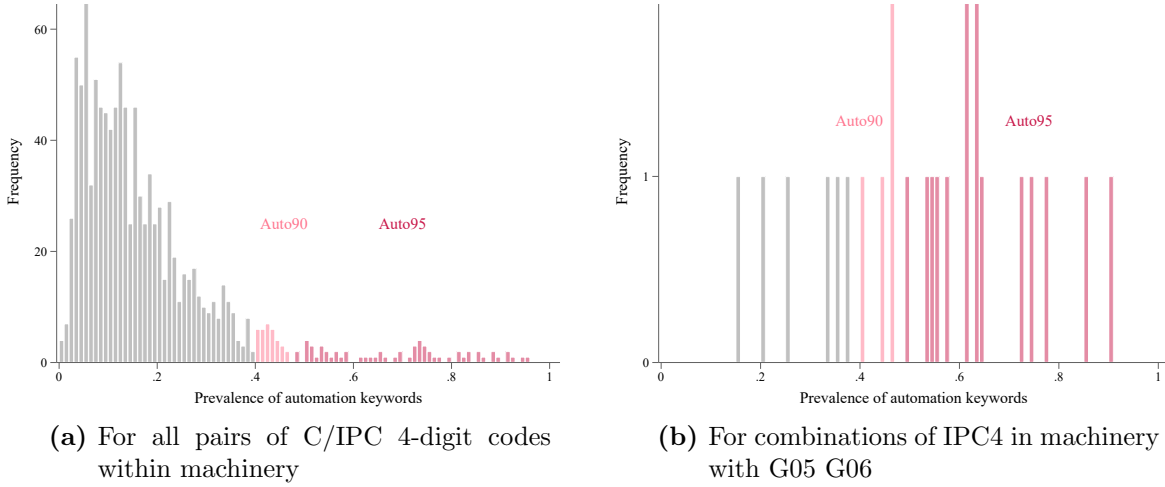 60
40
20
0
Frequency
Auto90
Auto95
0
.2
.4
.6
.8
1
Prevalence of automation keywords
(a) For all pairs of C/IPC 4-digit codes
within machinery
1
0
Frequency
Auto90
Auto95
0
.2
.4
.6
.8
1
Prevalence of automation keywords
(b) For combinations of IPC4 in machinery
with G05 G06